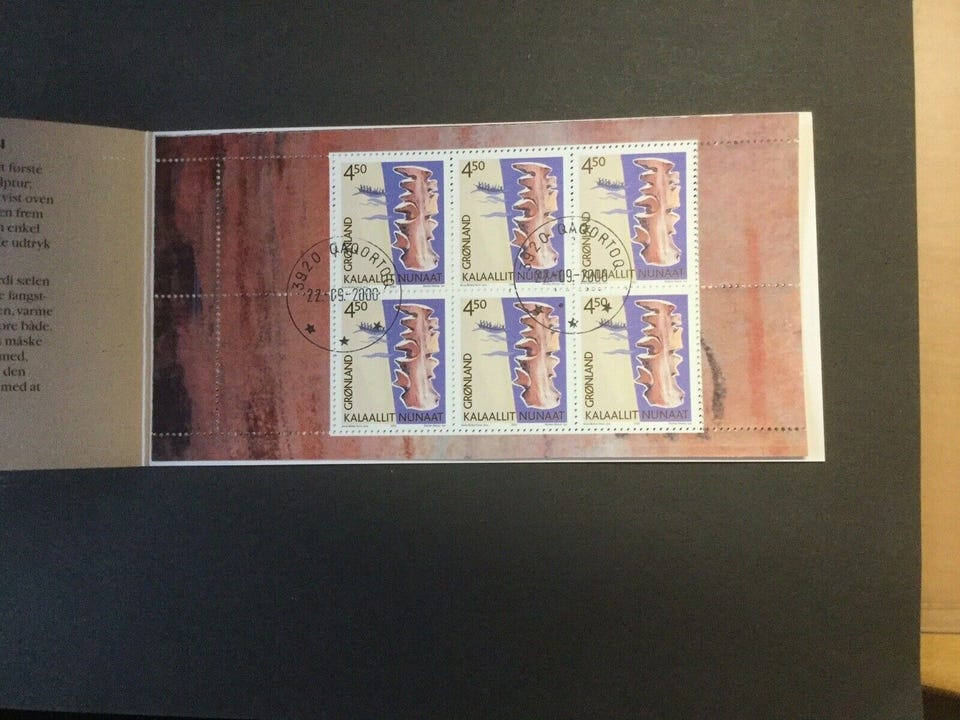 t første
lptur;
vist oven
en frem
n enkel
e udtryk
rdi sælen
e fangst-
en, varme
ore både.
s måske
med,
den
med at
4.50
GRØNLAND
KALAALLIT NUNAAT
4.50
GRØNLAND
KALAALLIT NUNAAT
4.50
GRØNLAND
KALAALLIT NUNAAT
3920 QAQORTOQ
22.-09.-2000
3920 QAQORTOQ
22.-09.-2000
4.50
GRØNLAND
KALAALLIT NUNAAT
4.50
GRØNLAND
KALAALLIT NUNAAT
4.50
GRØNLAND
KALAALLIT NUNAAT